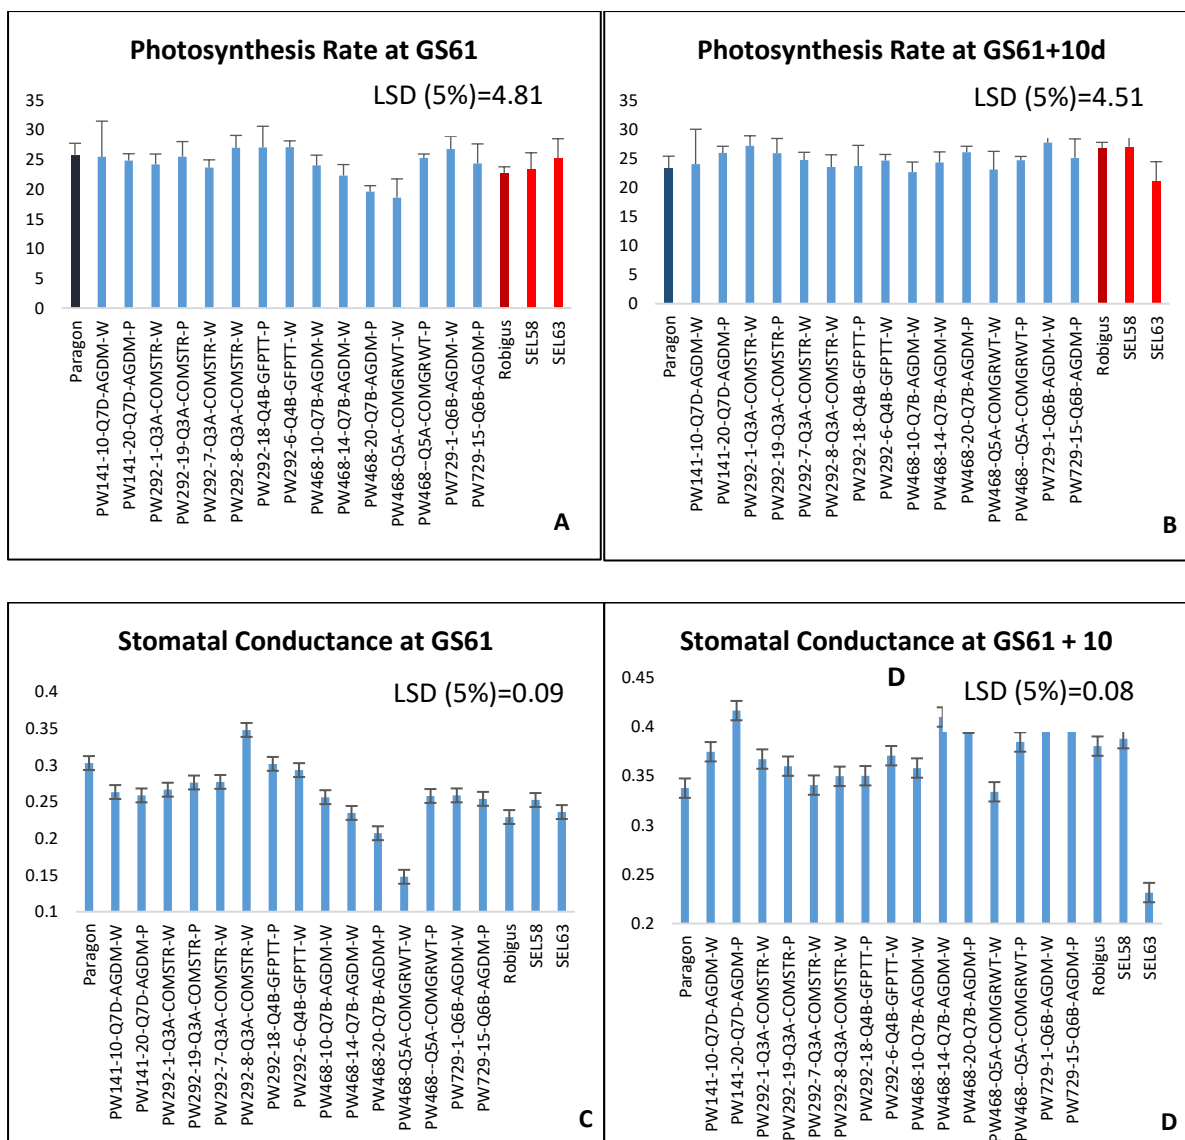 Photosynthesis Rate at GS61
LSD (5%)=4.81
35
30
25
20
15
10
5
0
Paragon
PW141-10-Q7D-AGDM-W
PW141-20-Q7D-AGDM-P
PW292-1-Q3A-COMSTR-W
PW292-19-Q3A-COMSTR-P
PW292-7-Q3A-COMSTR-W
PW292-8-Q3A-COMSTR-W
PW292-18-Q4B-GFPTT-P
PW292-6-Q4B-GFPTT-W
PW468-10-Q7B-AGDM-W
PW468-14-Q7B-AGDM-W
PW468-20-Q7B-AGDM-P
PW468-Q5A-COMGRWT-W
PW468--Q5A-COMGRWT-P
PW729-1-Q6B-AGDM-W
PW729-15-Q6B-AGDM-P
Robigus
SEL58
SEL63
A
Photosynthesis Rate at GS61+10d
LSD (5%)=4.51
35
30
25
20
15
10
5
0
Paragon
PW141-10-Q7D-AGDM-W
PW141-20-Q7D-AGDM-P
PW292-1-Q3A-COMSTR-W
PW292-19-Q3A-COMSTR-P
PW292-7-Q3A-COMSTR-W
PW292-8-Q3A-COMSTR-W
PW292-18-Q4B-GFPTT-P
PW292-6-Q4B-GFPTT-W
PW468-10-Q7B-AGDM-W
PW468-14-Q7B-AGDM-W
PW468-20-Q7B-AGDM-P
PW468-Q5A-COMGRWT-W
PW468--Q5A-COMGRWT-P
PW729-1-Q6B-AGDM-W
PW729-15-Q6B-AGDM-P
Robigus
SEL58
SEL63
B
Stomatal Conductance at GS61
LSD (5%)=0.09
0.4
0.35
0.3
0.25
0.2
0.15
0.1
Paragon
PW141-10-Q7D-AGDM-W
PW141-20-Q7D-AGDM-P
PW292-1-Q3A-COMSTR-W
PW292-19-Q3A-COMSTR-P
PW292-7-Q3A-COMSTR-W
PW292-8-Q3A-COMSTR-W
PW292-18-Q4B-GFPTT-P
PW292-6-Q4B-GFPTT-W
PW468-10-Q7B-AGDM-W
PW468-14-Q7B-AGDM-W
PW468-20-Q7B-AGDM-P
PW468-Q5A-COMGRWT-W
PW468--Q5A-COMGRWT-P
PW729-1-Q6B-AGDM-W
PW729-15-Q6B-AGDM-P
Robigus
SEL58
SEL63
C
Stomatal Conductance at GS61 + 10
D
LSD (5%)=0.08
0.45
0.4
0.35
0.3
0.25
0.2
Paragon
PW141-10-Q7D-AGDM-W
PW141-20-Q7D-AGDM-P
PW292-1-Q3A-COMSTR-W
PW292-19-Q3A-COMSTR-P
PW292-7-Q3A-COMSTR-W
PW292-8-Q3A-COMSTR-W
PW292-18-Q4B-GFPTT-P
PW292-6-Q4B-GFPTT-W
PW468-10-Q7B-AGDM-W
PW468-14-Q7B-AGDM-W
PW468-20-Q7B-AGDM-P
PW468-Q5A-COMGRWT-W
PW468--Q5A-COMGRWT-P
PW729-1-Q6B-AGDM-W
PW729-15-Q6B-AGDM-P
Robigus
SEL58
SEL63
D